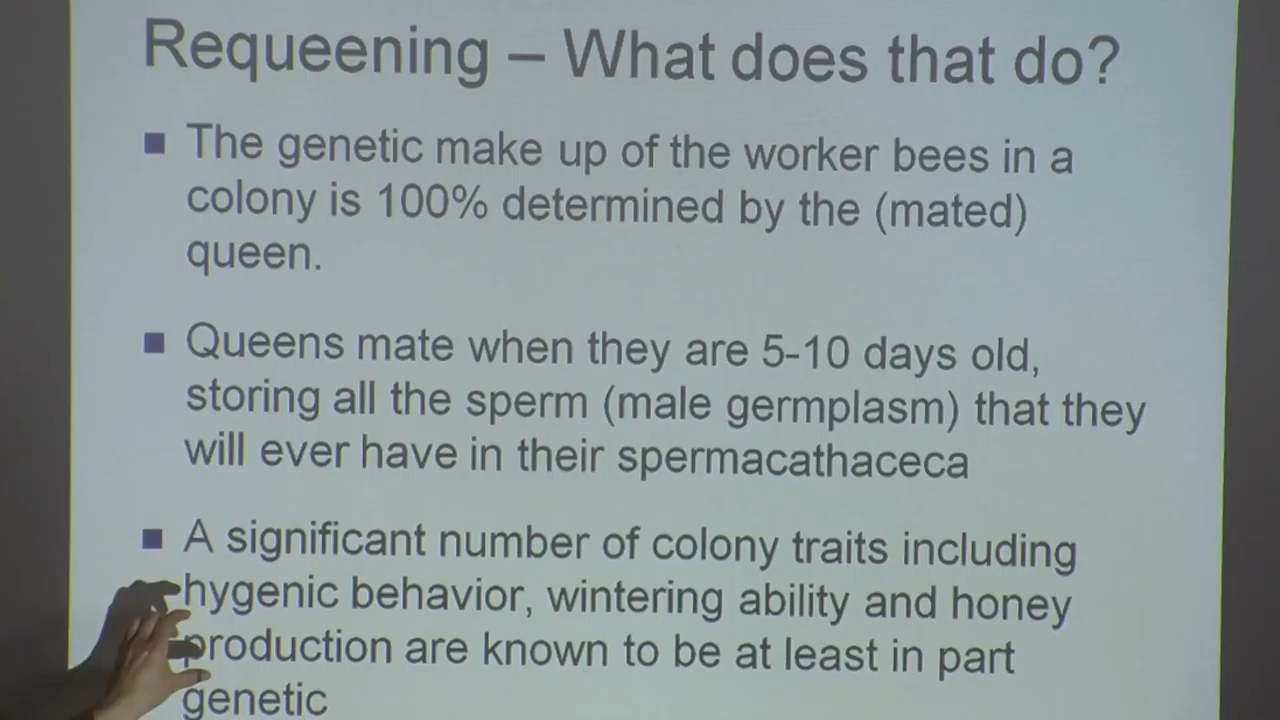 Requeening – What does that do?
■ The genetic make up of the worker bees in a
colony is 100% determined by the (mated)
queen.
■ Queens mate when they are 5-10 days old,
storing all the sperm (male germplasm) that they
will ever have in their spermacathaceca
■ A significant number of colony traits including
hygenic behavior, wintering ability and honey
production are known to be at least in part
genetic